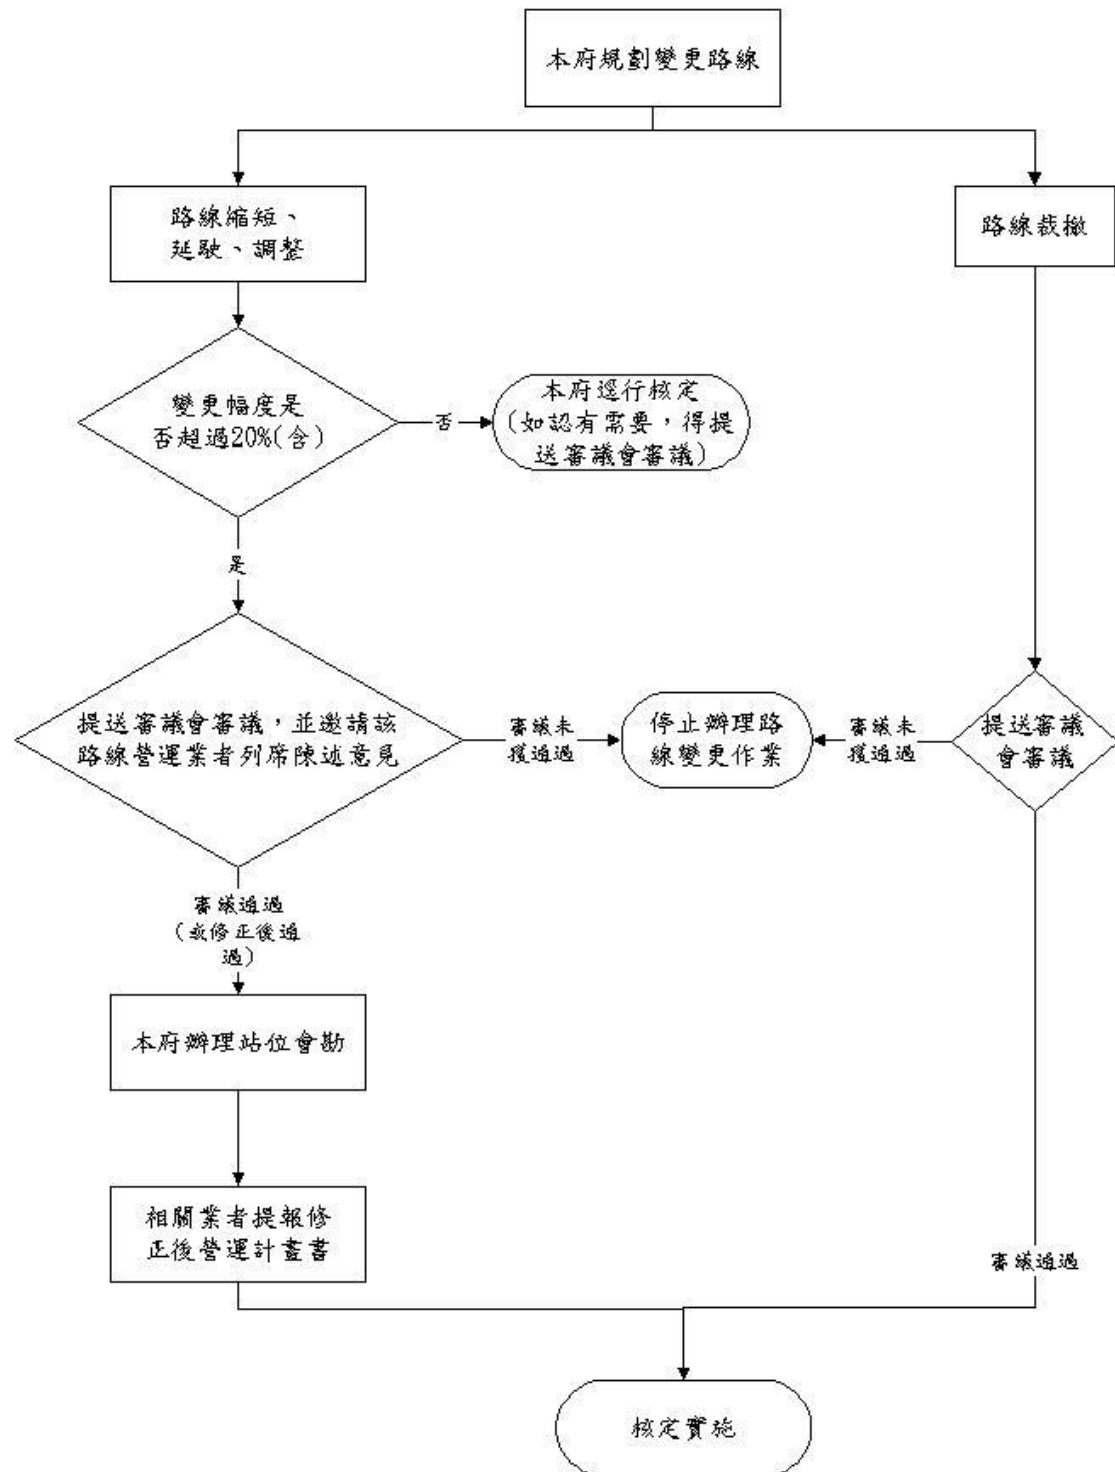 本府規劃變更路線
路線縮短、
延駛、調整
路線裁撤
變更幅度是
否超過20%(含)
否
本府逕行核定
(如認有需要，得提
送審議會審議)
是
提送審議會審議，並邀請該
路線營運業者列席陳述意見
審議未
獲通過
停止辦理路
線變更作業
審議未
獲通過
提送審議
會審議
審議通過
(或修正後通
過)
本府辦理站位會勘
相關業者提報修
正後營運計畫書
審議通過
核定實施